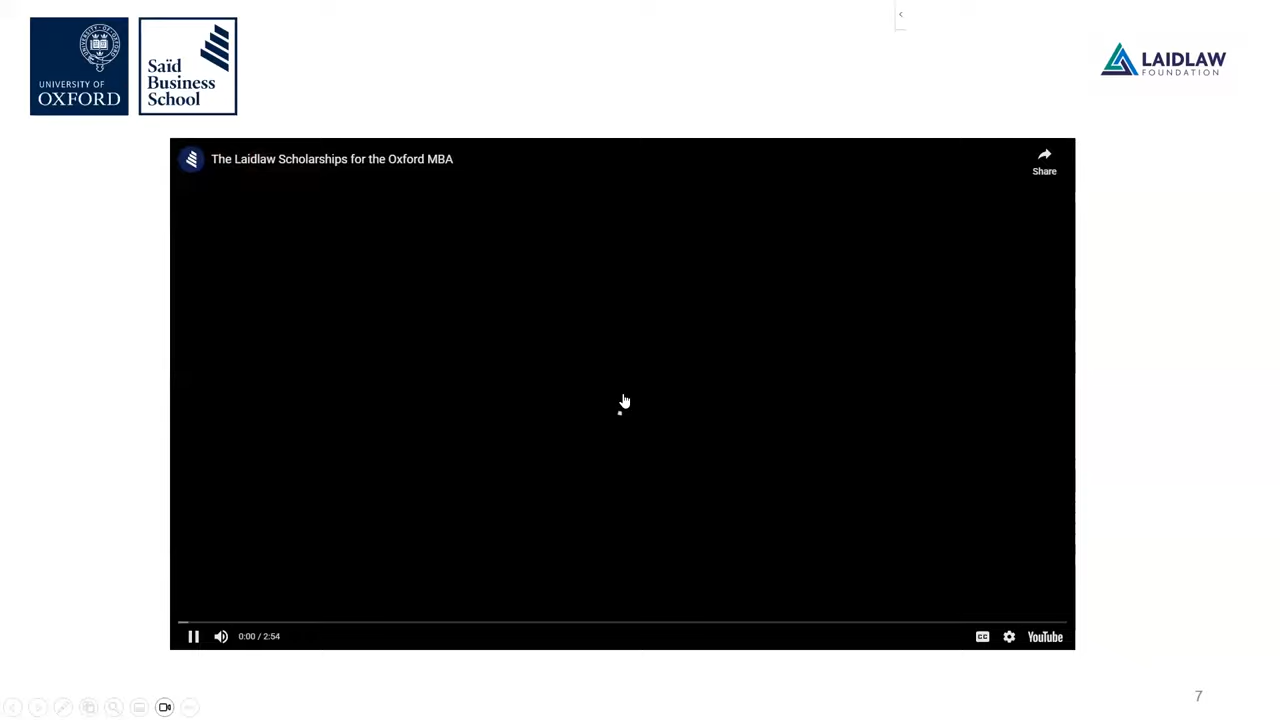 UNIVERSITY OF
OXFORD
Saïd
Business
School
LAIDLAW
FOUNDATION
The Laidlaw Scholarships for the Oxford MBA
Share
0:00 / 2:54
CC
YouTube
7